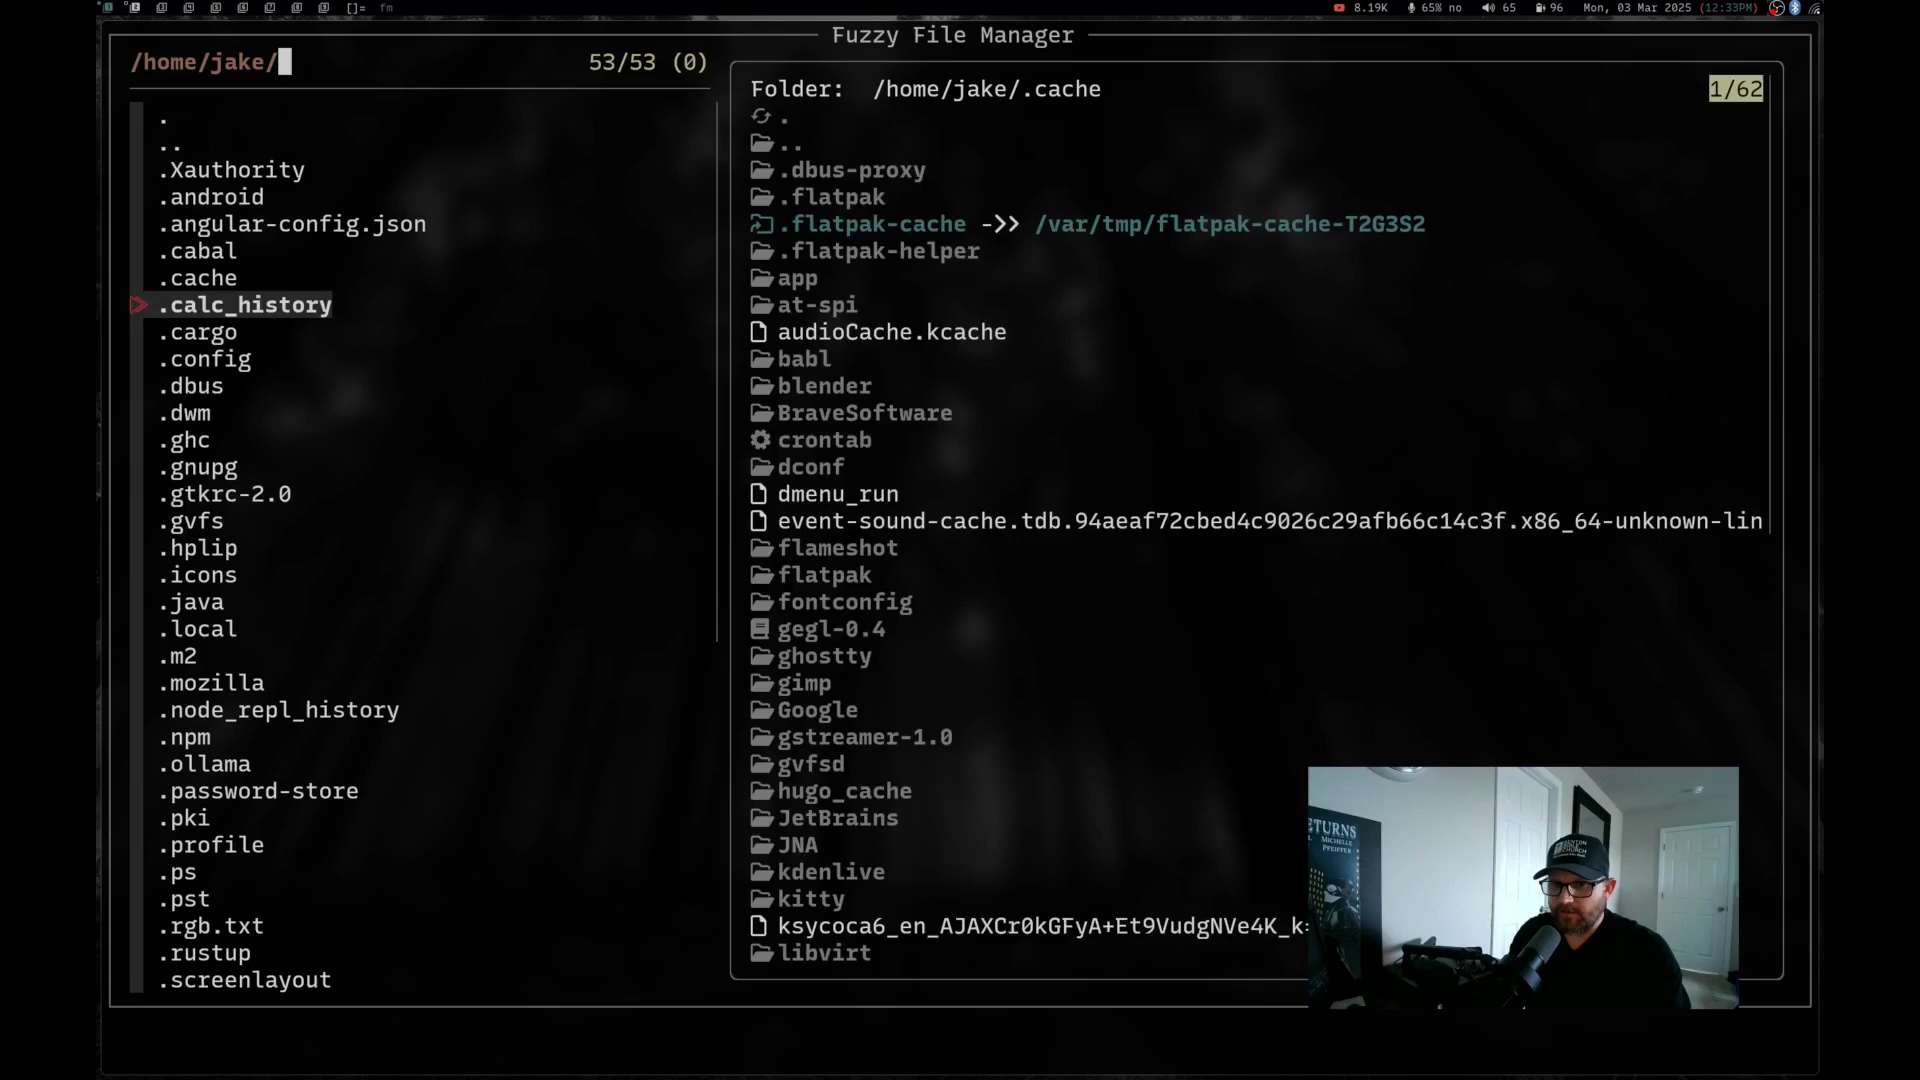 []= fm
8.19K 65% no 65 96 Mon, 03 Mar 2025 (12:33PM)
Fuzzy File Manager
/home/jake/
53/53 (0)
.
..
.Xauthority
.android
.angular-config.json
.cabal
.cache
.calc_history
.cargo
.config
.dbus
.dwm
.ghc
.gnupg
.gtkrc-2.0
.gvfs
.hplip
.icons
.java
.local
.m2
.mozilla
.node_repl_history
.npm
.ollama
.password-store
.pki
.profile
.ps
.pst
.rgb.txt
.rustup
.screenlayout
Folder: /home/jake/.cache
1/62
.
..
.dbus-proxy
.flatpak
.flatpak-cache ->> /var/tmp/flatpak-cache-T2G3S2
.flatpak-helper
app
at-spi
audioCache.kcache
babl
blender
BraveSoftware
crontab
dconf
dmenu_run
event-sound-cache.tdb.94aeaf72cbed4c9026c29afb66c14c3f.x86_64-unknown-lin
flameshot
flatpak
fontconfig
gegl-0.4
ghostty
gimp
Google
gstreamer-1.0
gvfsd
hugo_cache
JetBrains
JNA
kdenlive
kitty
ksycoca6_en_AJAXCr0kGFyA+Et9VudgNVe4K_k=
libvirt
ETURNS
MICHELLE
PFEIFFER
CHURCH